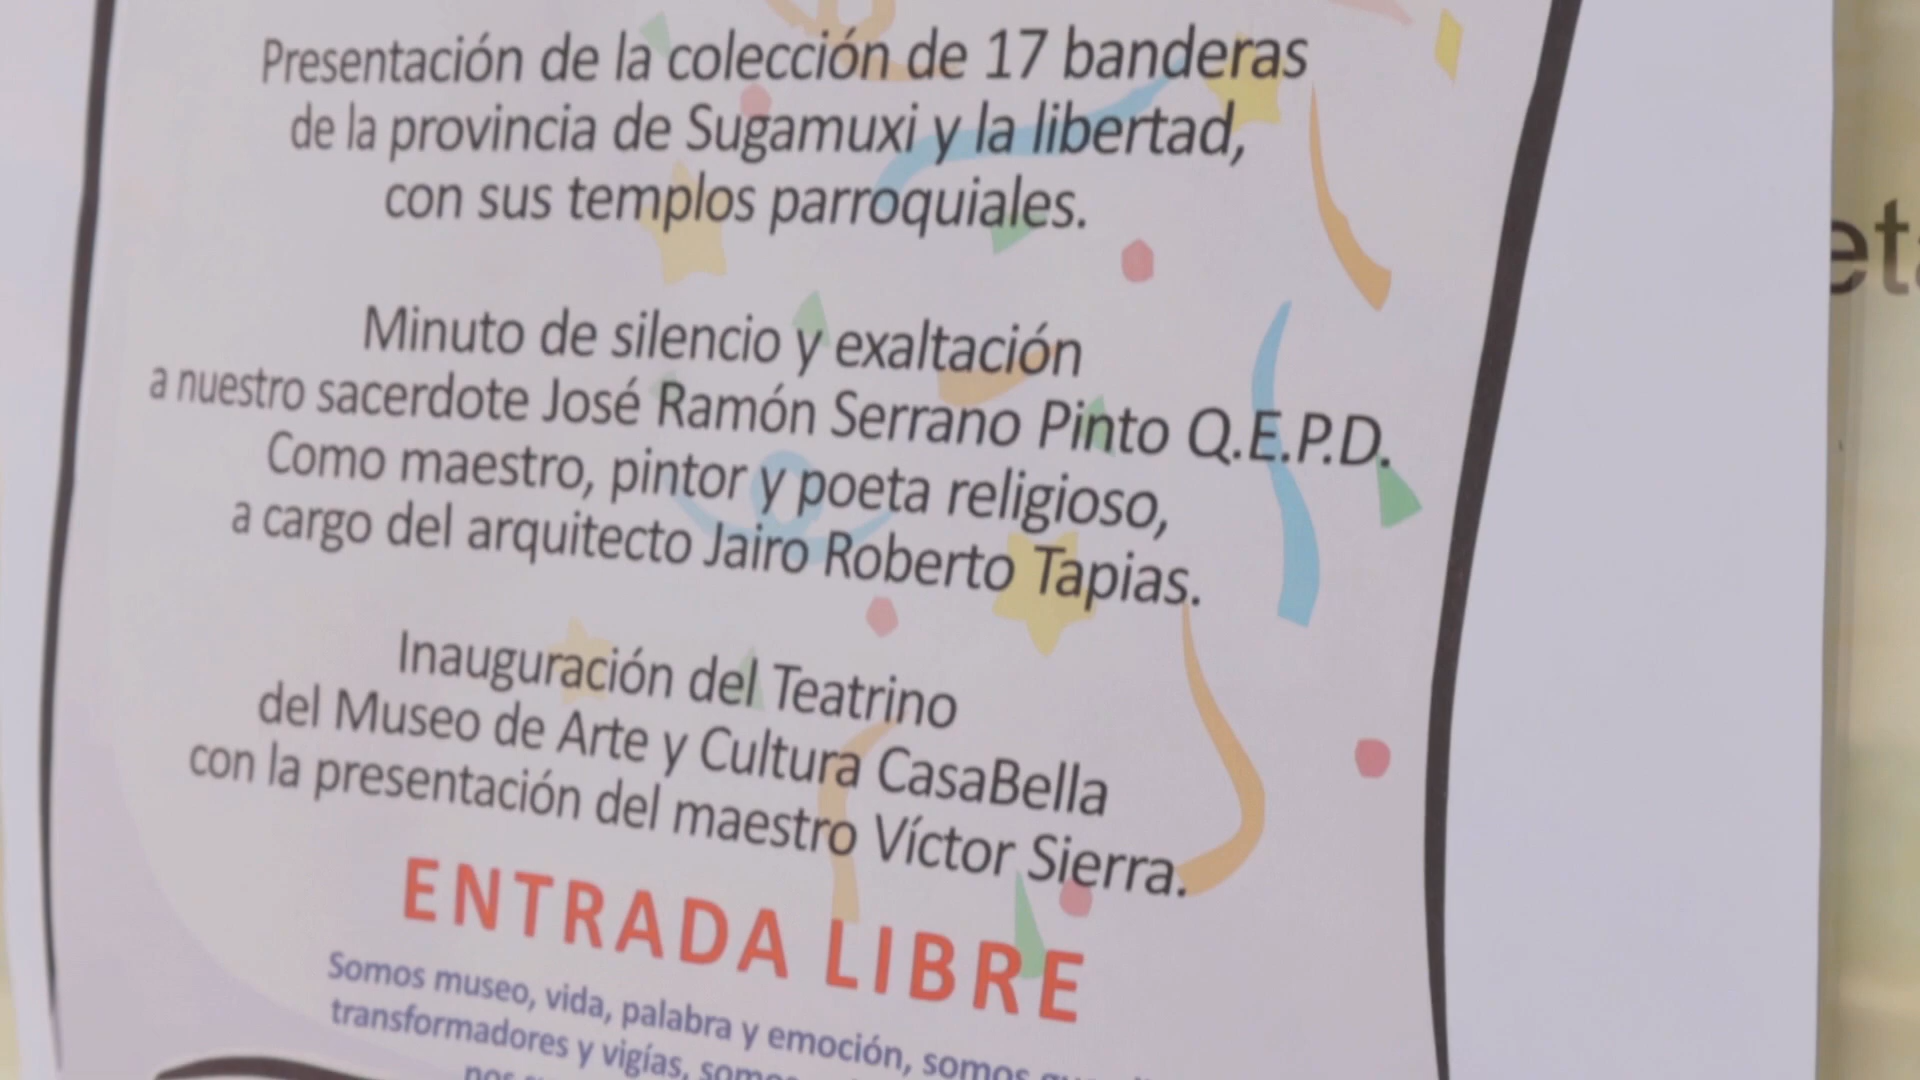 Presentación de la colección de 17 banderas
de la provincia de Sugamuxi y la libertad,
con sus templos parroquiales.
Minuto de silencio y exaltación
a nuestro sacerdote José Ramón Serrano Pinto Q.E.P.D.
Como maestro, pintor y poeta religioso,
a cargo del arquitecto Jairo Roberto Tapias.
Inauguración del Teatrino
del Museo de Arte y Cultura CasaBella
con la presentación del maestro Víctor Sierra.
ENTRADA LIBRE
Somos museo, vida, palabra y emoción, somos
transformadores y vigías,